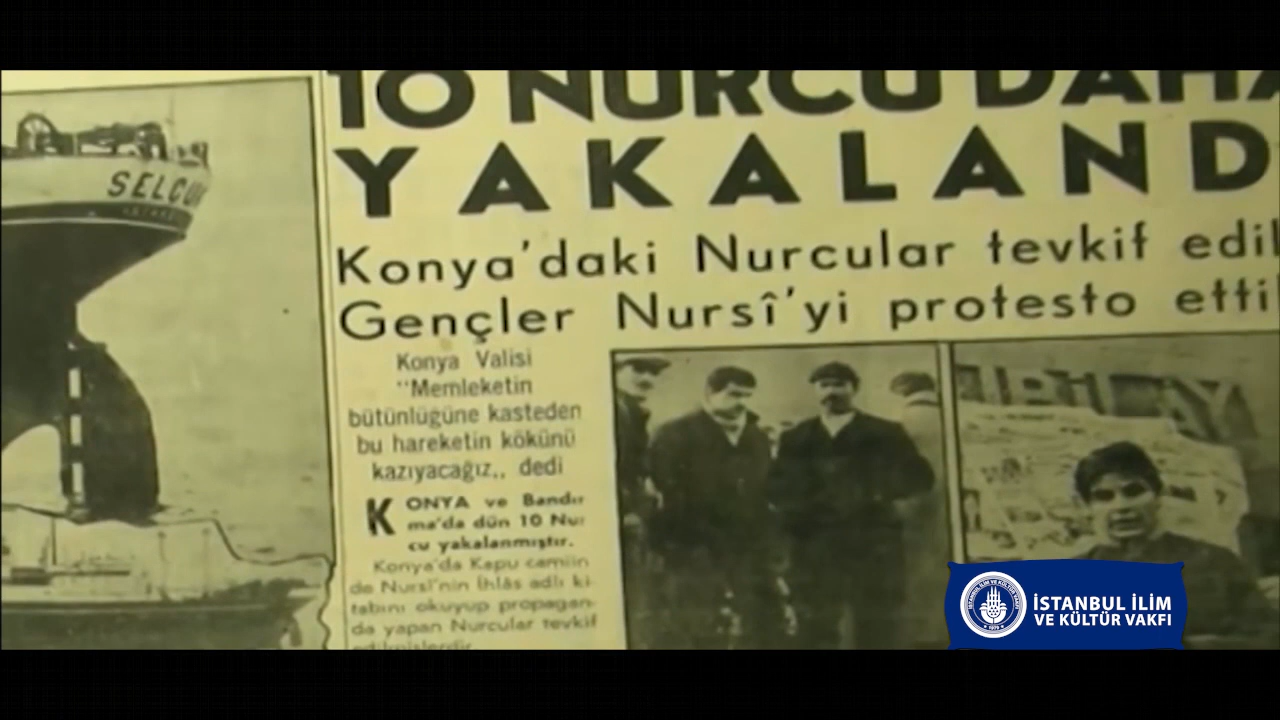 10 NURCU DAHA
YAKALAND
Konya'daki Nurcular tevkif edil
Gençler Nursî'yi protesto etti
Konya Valisi
"Memleketin
bütünlüğüne kasteden
bu hareketin kökünü
kazıyacağız,, dedi
KONYA ve Bandır
ma'da dün 10 Nur
cu yakalanmıştır.
Konya'da Kapu camiin
de Nursî'nin İhlâs adlı ki-
tabını okuyup propagan-
da yapan Nurcular tevkif
edilmişlerdir.
SELÇU
İSTANBUL İLİM
VE KÜLTÜR VAKFI